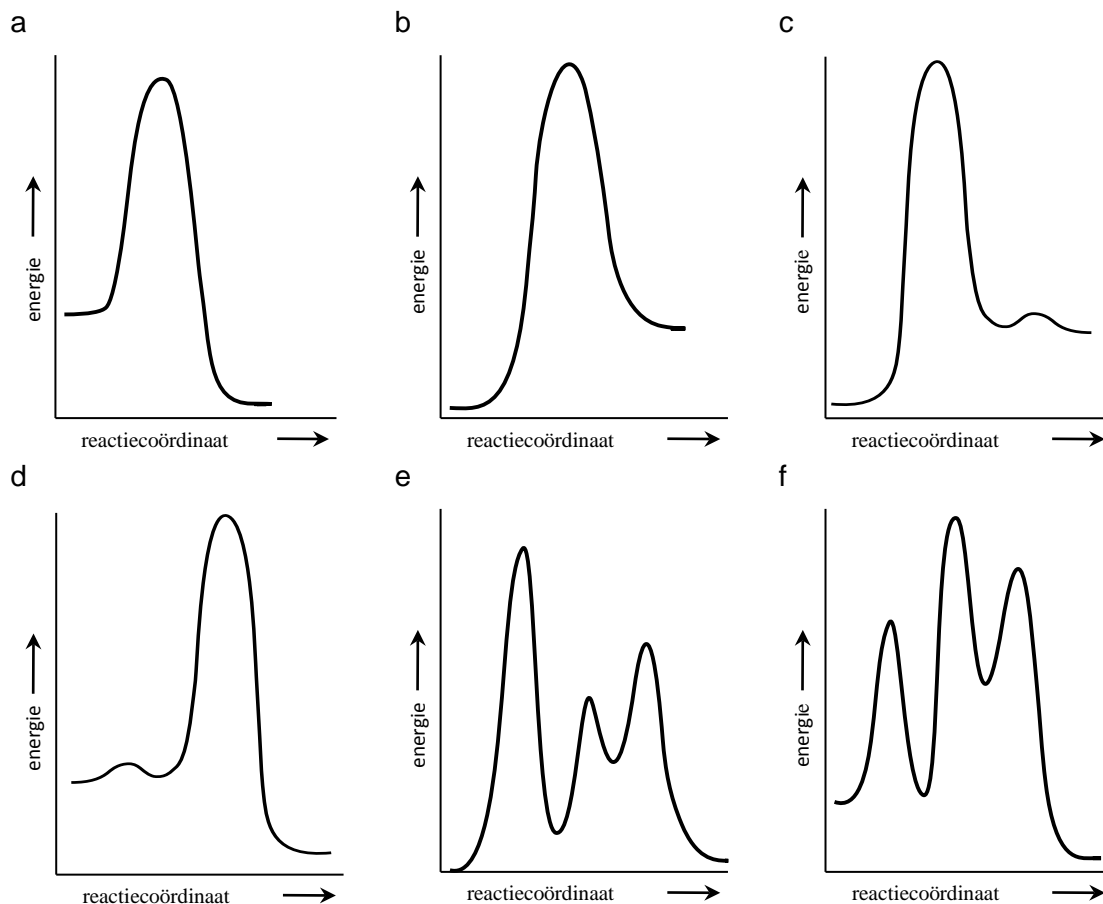 a
b
c
energie
energie
energie
reactiecoördinaat
reactiecoördinaat
reactiecoördinaat
d
e
f
energie
energie
energie
reactiecoördinaat
reactiecoördinaat
reactiecoördinaat